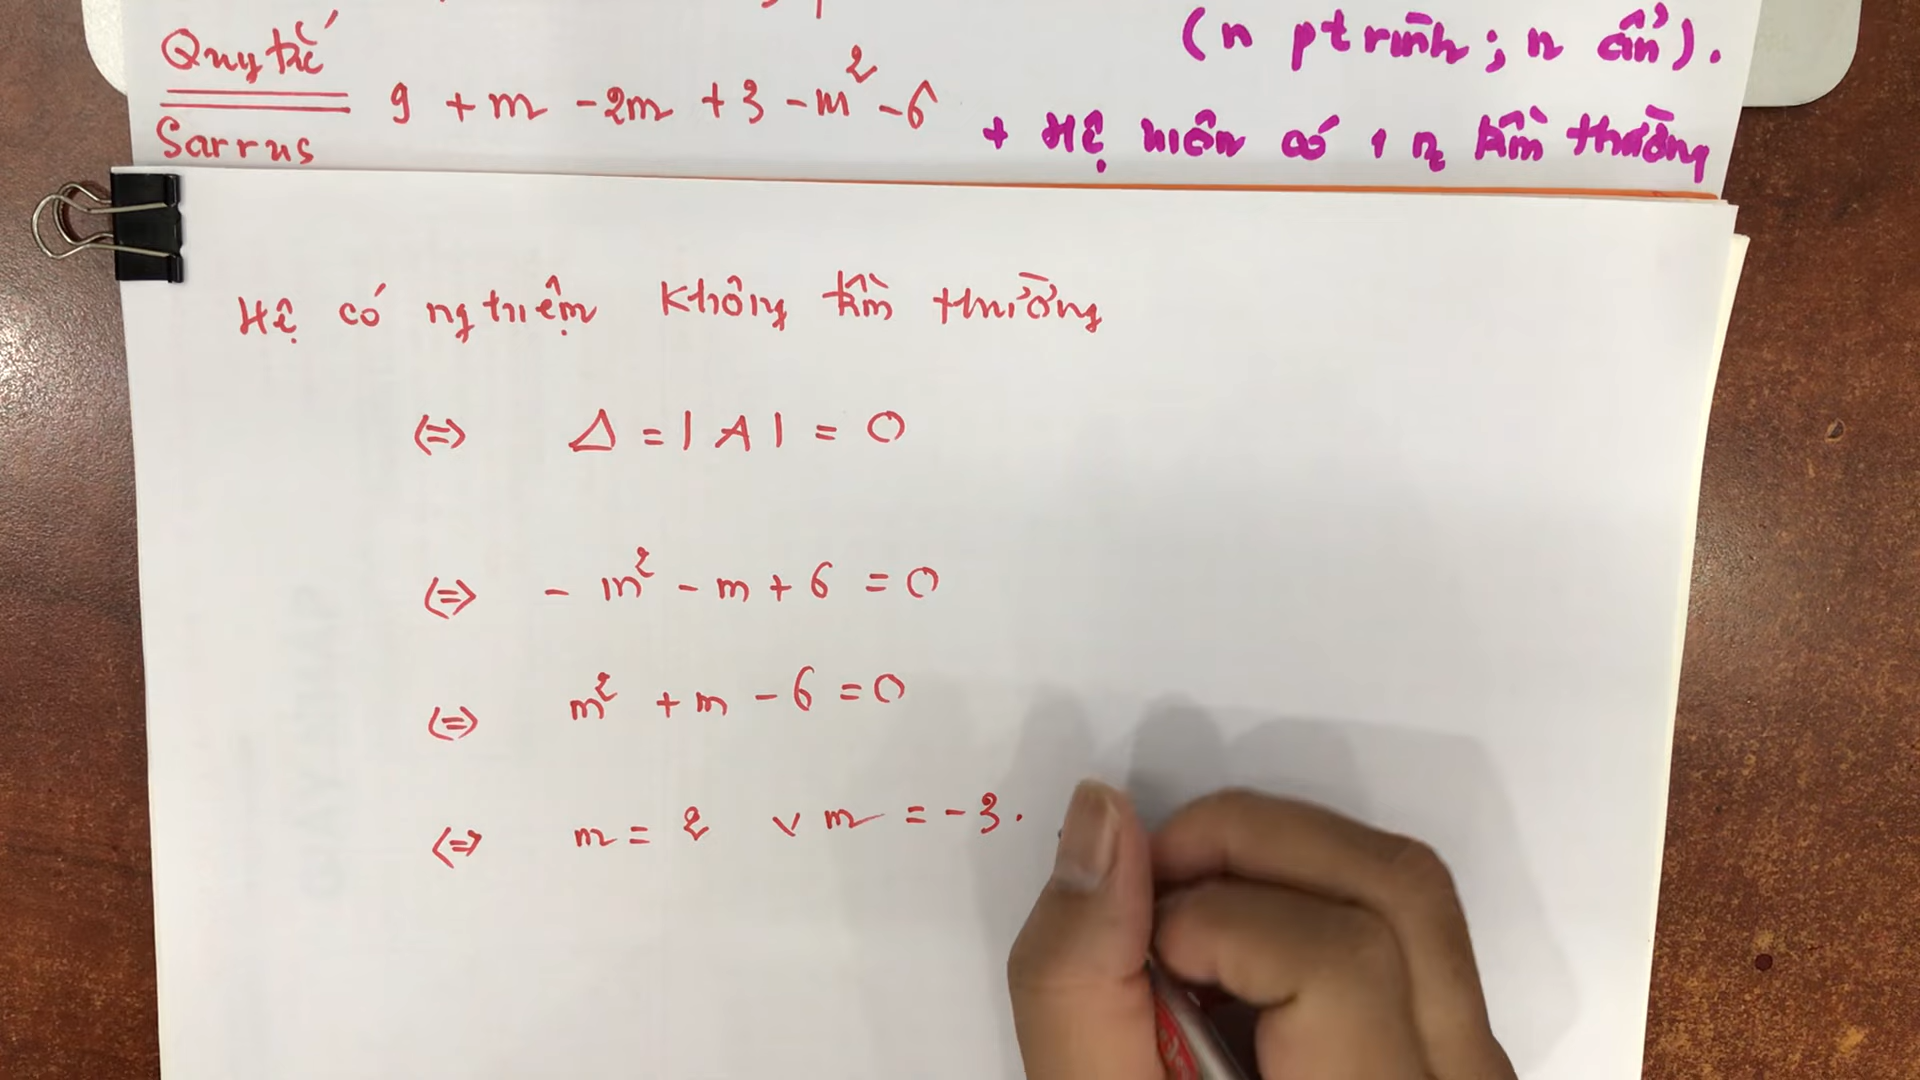 Quy tắc
Sarrus
9 + m - 2m + 3 - m² - 6
(n ptrình; n ẩn).
+ Hệ luôn có 1 n tầm thường
Hệ có nghiệm không tầm thường
⇔ Δ = |A| = 0
⇔ - m² - m + 6 = 0
⇔ m² + m - 6 = 0
⇔ m = 2 v m = -3.